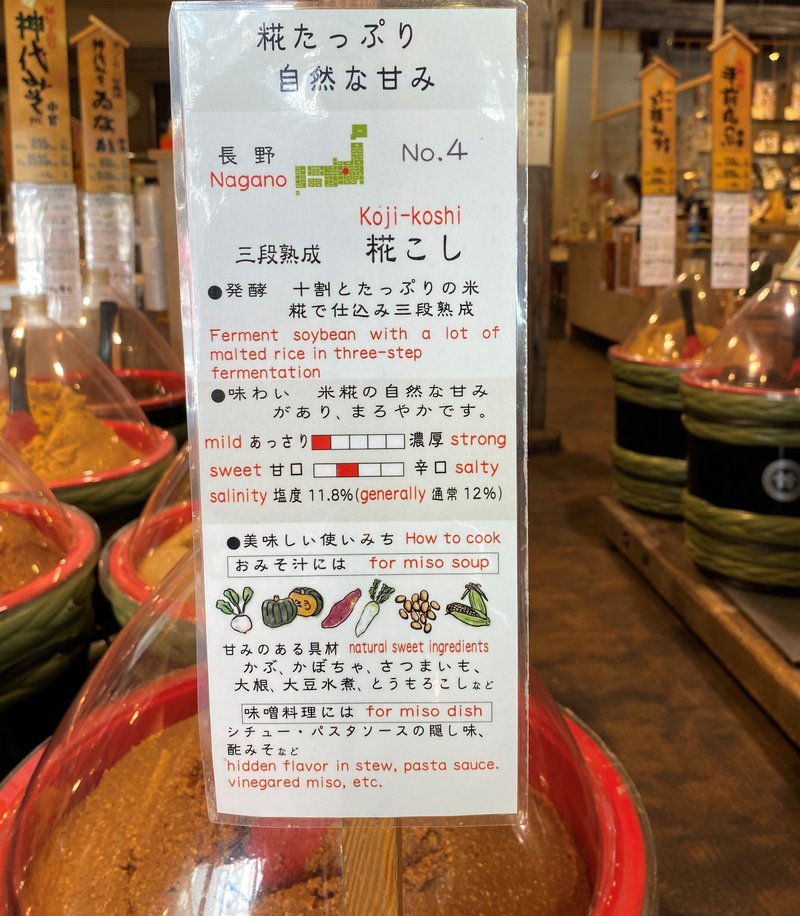 糀たっぷり
自然な甘み
長野
Nagano
No.4
Koji-koshi
三段熟成 糀こし
●発酵 十割とたっぷりの米
糀で仕込み三段熟成
Ferment soybean with a lot of
malted rice in three-step
fermentation
●味わい 米糀の自然な甘み
があり、まろやかです。
mild あっさり 濃厚 strong
sweet 甘口 辛口 salty
salinity 塩度 11.8%(generally 通常 12%)
●美味しい使いみち How to cook
おみそ汁には for miso soup
甘みのある具材 natural sweet ingredients
かぶ、かぼちゃ、さつまいも、
大根、大豆水煮、とうもろこしなど
味噌料理には for miso dish
シチュー・パスタソースの隠し味、
酢みそなど
hidden flavor in stew, pasta sauce.
vinegared miso, etc.